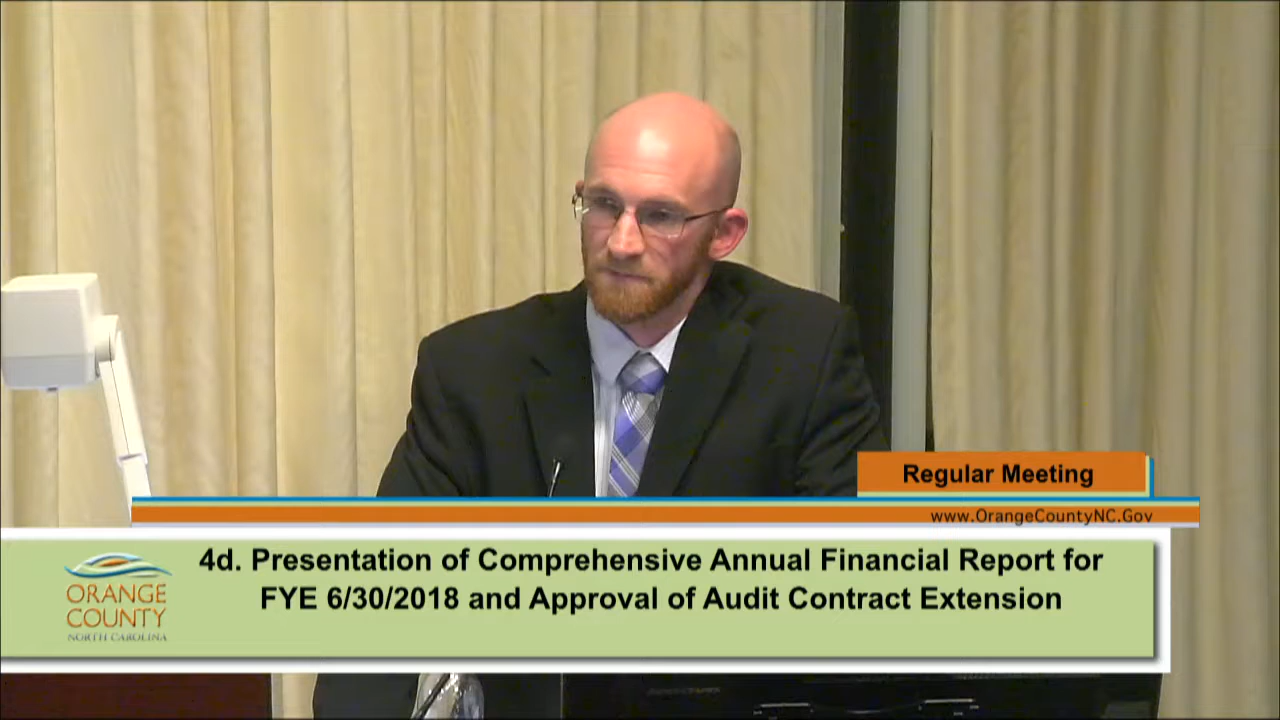 Regular Meeting
www.OrangeCountyNC.Gov
4d. Presentation of Comprehensive Annual Financial Report for
FYE 6/30/2018 and Approval of Audit Contract Extension
ORANGE
COUNTY
NORTH CAROLINA